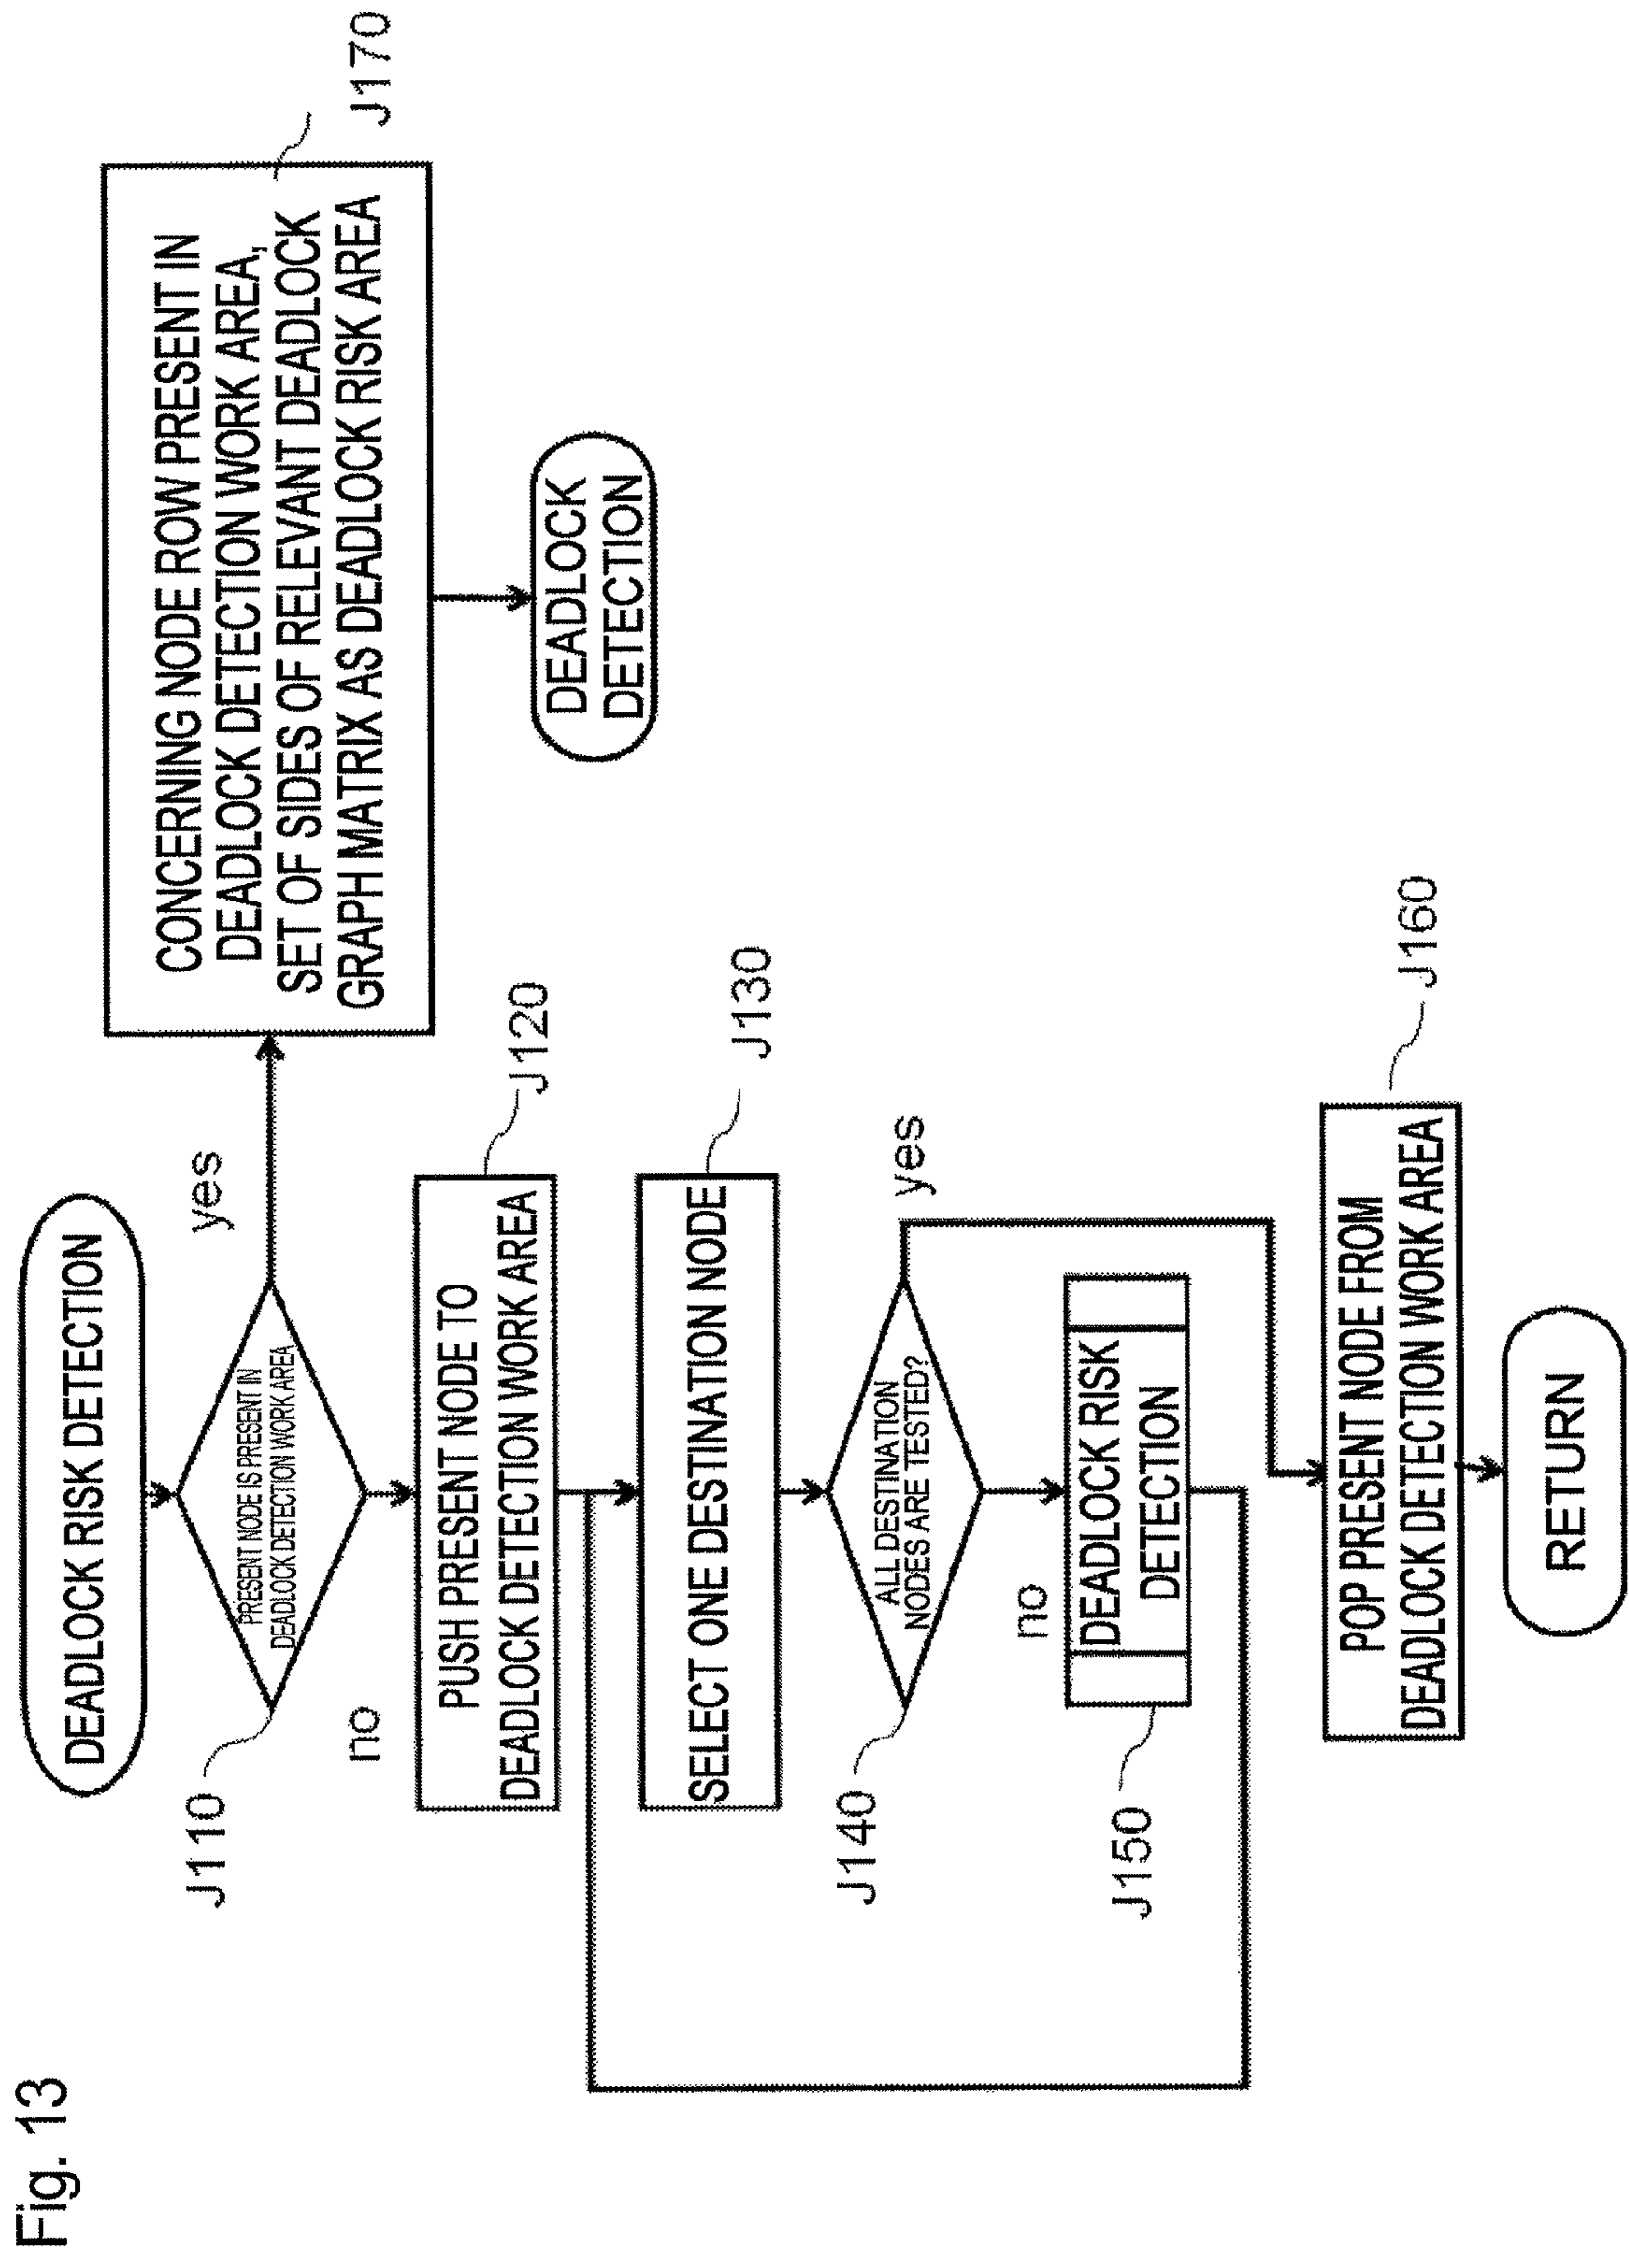 Fig. 13
DEADLOCK RISK DETECTION
J110
PRESENT NODE IS PRESENT IN
DEADLOCK DETECTION WORK AREA
yes
no
CONCERNING NODE ROW PRESENT IN
DEADLOCK DETECTION WORK AREA,
SET OF SIDES OF RELEVANT DEADLOCK
GRAPH MATRIX AS DEADLOCK RISK AREA
J170
DEADLOCK
DETECTION
PUSH PRESENT NODE TO
DEADLOCK DETECTION WORK AREA
J120
SELECT ONE DESTINATION NODE
J130
J140
ALL DESTINATION
NODES ARE TESTED?
yes
no
J150
DEADLOCK RISK
DETECTION
POP PRESENT NODE FROM
DEADLOCK DETECTION WORK AREA
J160
RETURN